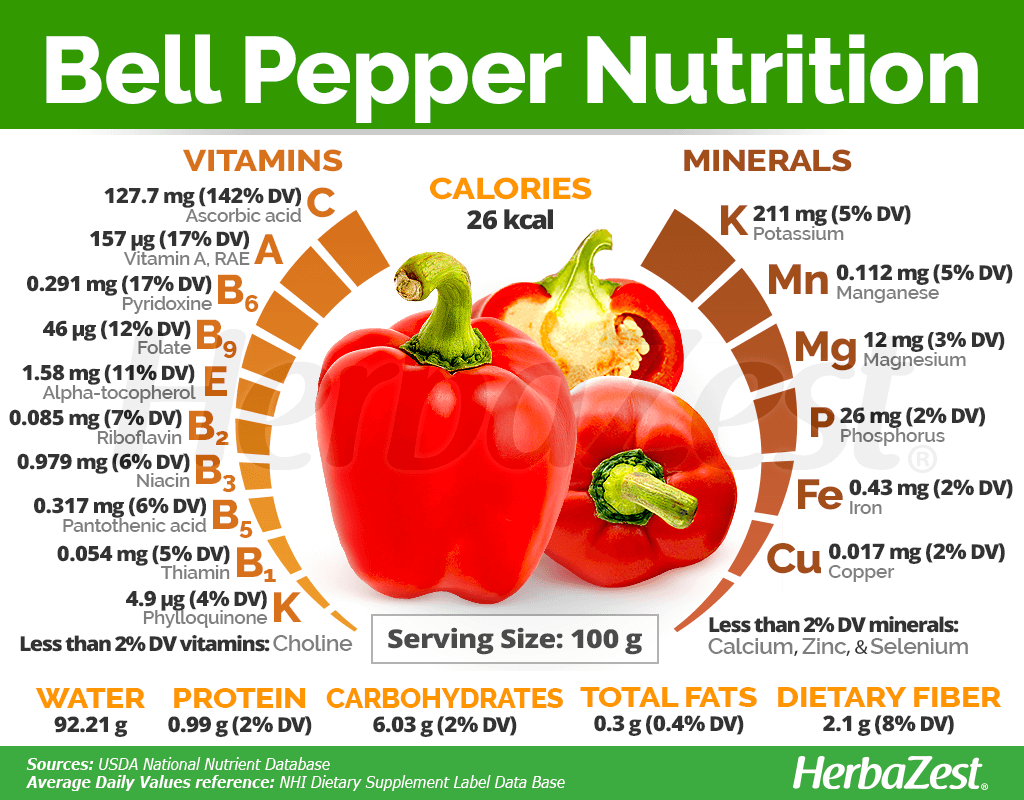 Bell Pepper Nutrition
VITAMINS
127.7 mg (142% DV) C
Ascorbic acid
157 µg (17% DV) A
Vitamin A, RAE
0.291 mg (17% DV) B6
Pyridoxine
46 µg (12% DV) B9
Folate
1.58 mg (11% DV) E
Alpha-tocopherol
0.085 mg (7% DV) B2
Riboflavin
0.979 mg (6% DV) B3
Niacin
0.317 mg (6% DV) B5
Pantothenic acid
0.054 mg (5% DV) B1
Thiamin
4.9 µg (4% DV) K
Phylloquinone
Less than 2% DV vitamins: Choline
CALORIES
26 kcal
HerbaZest®
Serving Size: 100 g
MINERALS
K 211 mg (5% DV)
Potassium
Mn 0.112 mg (5% DV)
Manganese
Mg 12 mg (3% DV)
Magnesium
P 26 mg (2% DV)
Phosphorus
Fe 0.43 mg (2% DV)
Iron
Cu 0.017 mg (2% DV)
Copper
Less than 2% DV minerals:
Calcium, Zinc, & Selenium
WATER
92.21 g
PROTEIN
0.99 g (2% DV)
CARBOHYDRATES
6.03 g (2% DV)
TOTAL FATS
0.3 g (0.4% DV)
DIETARY FIBER
2.1 g (8% DV)
Sources: USDA National Nutrient Database
Average Daily Values reference: NHI Dietary Supplement Label Data Base
HerbaZest®